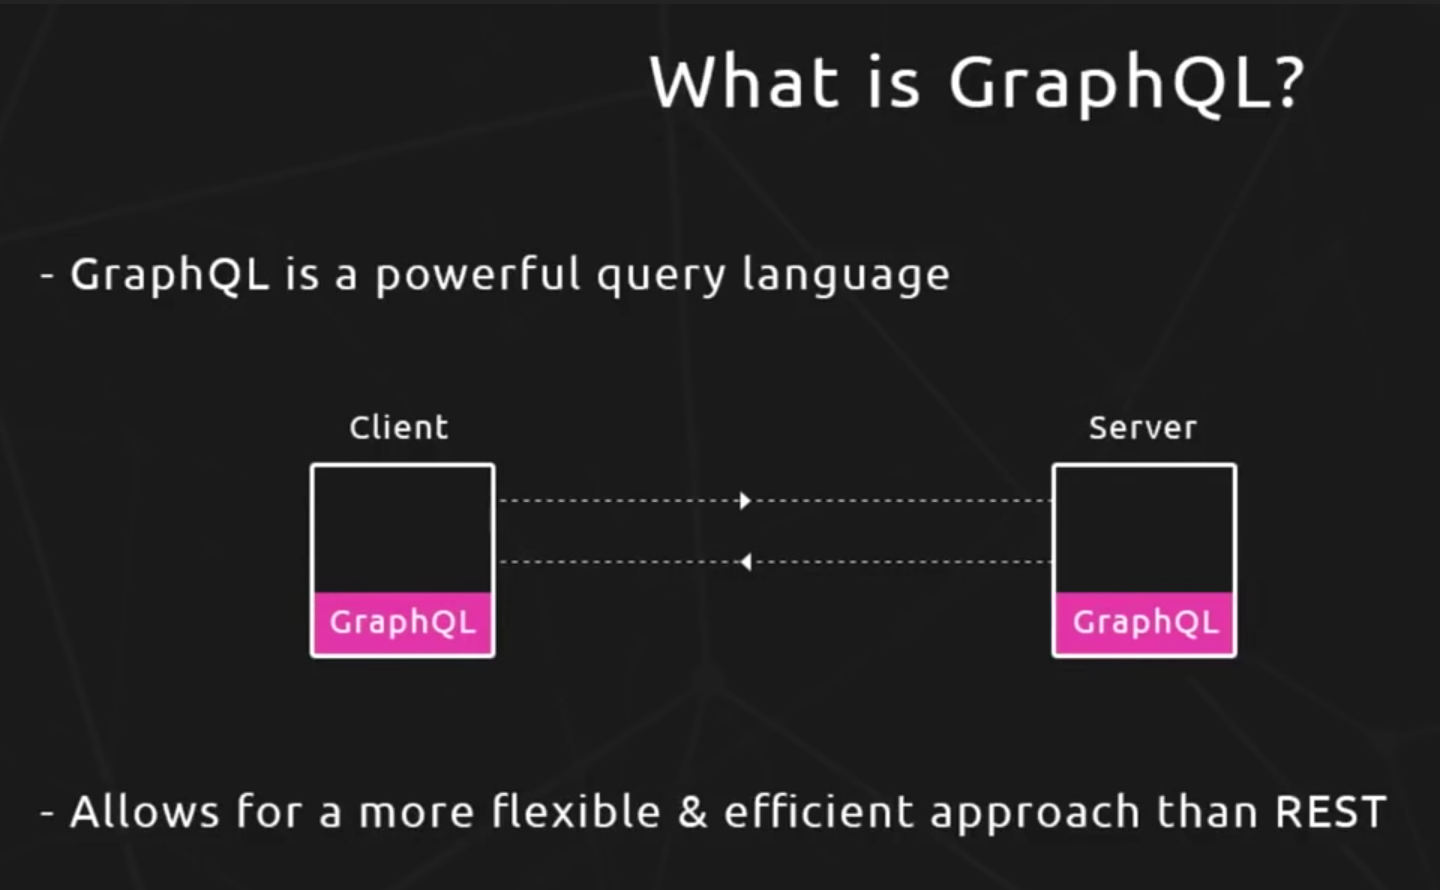 What is GraphQL?
- GraphQL is a powerful query language
Client
Server
GraphQL
GraphQL
- Allows for a more flexible & efficient approach than REST